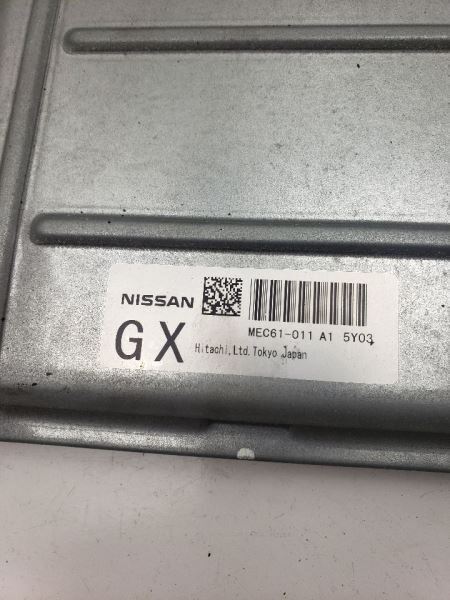 NISSAN
MEC61-011 A1 5Y03
GX
Hitachi,Ltd.Tokyo Japan